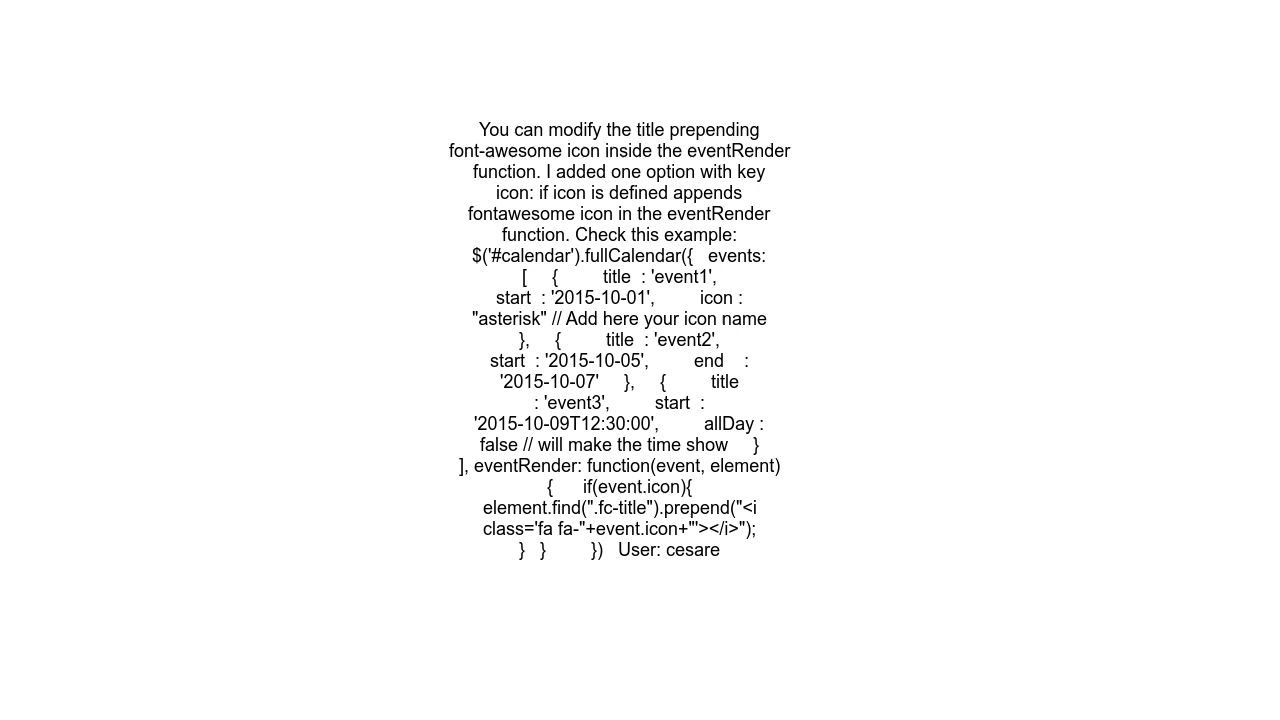 You can modify the title prepending
font-awesome icon inside the eventRender
function. I added one option with key
icon: if icon is defined appends
fontawesome icon in the eventRender
function. Check this example:
$('#calendar').fullCalendar({   events:
[     {         title  : 'event1',
start  : '2015-10-01',         icon :
"asterisk" // Add here your icon name
},     {         title  : 'event2',
start  : '2015-10-05',         end    :
'2015-10-07'     },     {         title
: 'event3',         start  :
'2015-10-09T12:30:00',         allDay :
false // will make the time show     }
], eventRender: function(event, element)
{      if(event.icon){
element.find(".fc-title").prepend("<i
class='fa fa-"+event.icon+"'></i>");
}   }         })   User: cesare